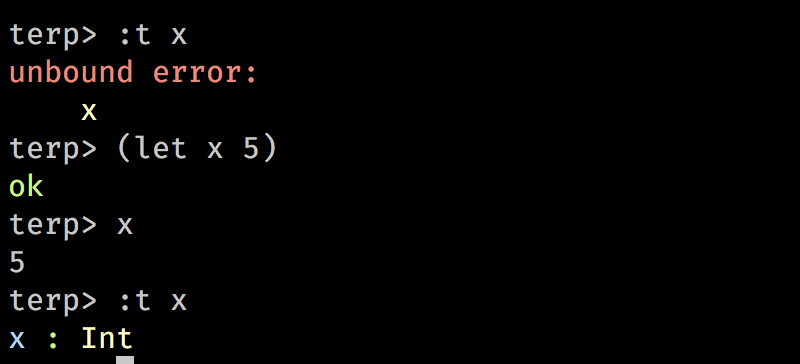 terp> :t x
unbound error:
    x
terp> (let x 5)
ok
terp> x
5
terp> :t x
x : Int